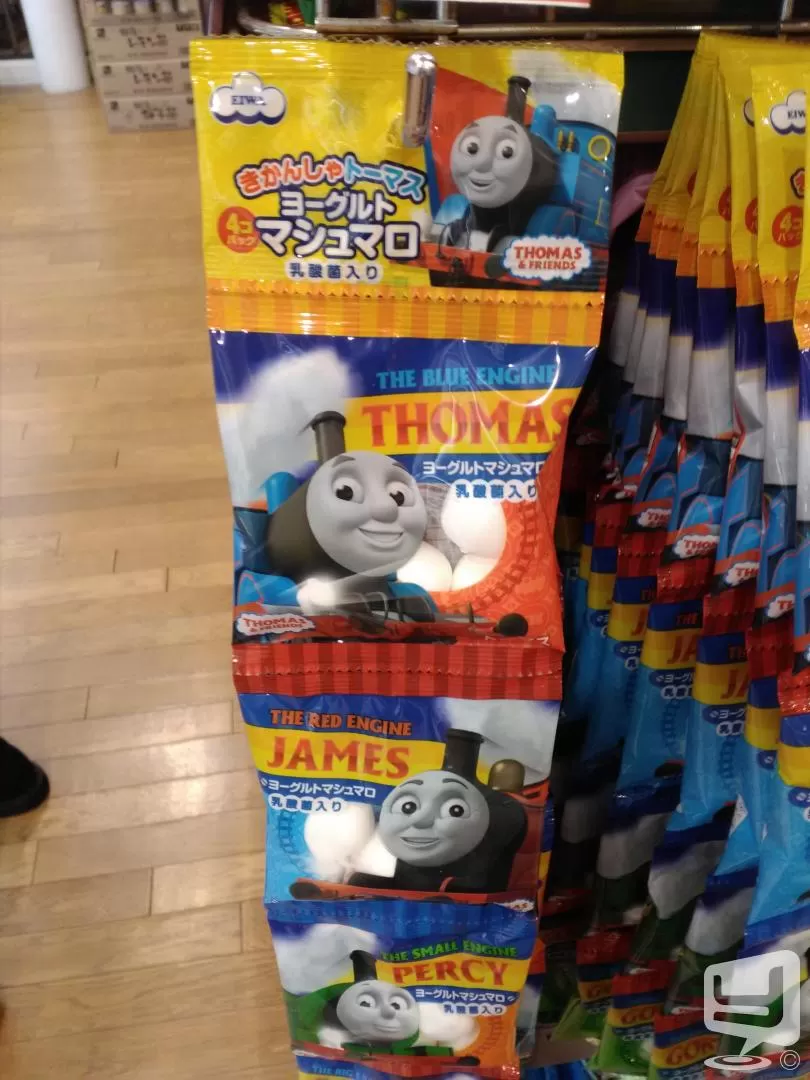 EIWA
きかんしゃトーマス
ヨーグルト
マシュマロ
4コ
パック
乳酸菌入り
THOMAS
& FRIENDS
THE BLUE ENGINE
THOMAS
ヨーグルトマシュマロ
乳酸菌入り
THOMAS
& FRIENDS
THE RED ENGINE
JAMES
ヨーグルトマシュマロ
乳酸菌入り
THE SMALL ENGINE
PERCY
ヨーグルトマシュマロ
乳酸菌入り
THE BIG